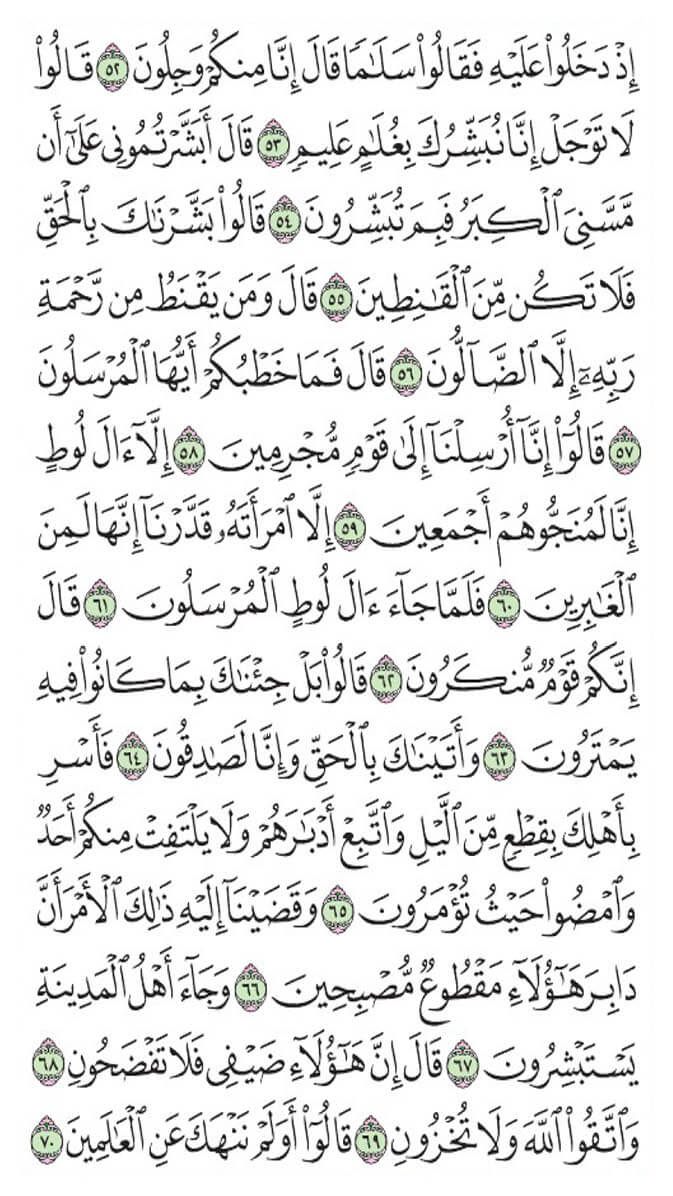 إِذْ دَخَلُوا۟ عَلَيْهِ فَقَالُوا۟ سَلَـٰمًا قَالَ إِنَّا مِنكُمْ وَجِلُونَ ٥٢ قَالُوا۟
لَا تَوْجَلْ إِنَّا نُبَشِّرُكَ بِغُلَـٰمٍ عَلِيمٍ ٥٣ قَالَ أَبَشَّرْتُمُونِى عَلَىٰٓ أَن
مَّسَّنِىَ ٱلْكِبَرُ فَبِمَ تُبَشِّرُونَ ٥٤ قَالُوا۟ بَشَّرْنَـٰكَ بِٱلْحَقِّ
فَلَا تَكُن مِّنَ ٱلْقَـٰنِطِينَ ٥٥ قَالَ وَمَن يَقْنَطُ مِن رَّحْمَةِ
رَبِّهِۦٓ إِلَّا ٱلضَّآلُّونَ ٥٦ قَالَ فَمَا خَطْبُكُمْ أَيُّهَا ٱلْمُرْسَلُونَ
٥٧ قَالُوٓا۟ إِنَّآ أُرْسِلْنَآ إِلَىٰ قَوْمٍ مُّجْرِمِينَ ٥٨ إِلَّآ ءَالَ لُوطٍ
إِنَّا لَمُنَجُّوهُمْ أَجْمَعِينَ ٥٩ إِلَّا ٱمْرَأَتَهُۥ قَدَّرْنَآ إِنَّهَا لَمِنَ
ٱلْغَـٰبِرِينَ ٦٠ فَلَمَّا جَآءَ ءَالَ لُوطٍ ٱلْمُرْسَلُونَ ٦١ قَالَ
إِنَّكُمْ قَوْمٌ مُّنكَرُونَ ٦٢ قَالُوا۟ بَلْ جِئْنَـٰكَ بِمَا كَانُوا۟ فِيهِ
يَمْتَرُونَ ٦٣ وَأَتَيْنَـٰكَ بِٱلْحَقِّ وَإِنَّا لَصَـٰدِقُونَ ٦٤ فَأَسْرِ
بِأَهْلِكَ بِقِطْعٍ مِّنَ ٱلَّيْلِ وَٱتَّبِعْ أَدْبَـٰرَهُمْ وَلَا يَلْتَفِتْ مِنكُمْ أَحَدٌ
وَٱمْضُوا۟ حَيْثُ تُؤْمَرُونَ ٦٥ وَقَضَيْنَآ إِلَيْهِ ذَٰلِكَ ٱلْأَمْرَ أَنَّ
دَابِرَ هَـٰٓؤُلَآءِ مَقْطُوعٌ مُّصْبِحِينَ ٦٦ وَجَآءَ أَهْلُ ٱلْمَدِينَةِ
يَسْتَبْشِرُونَ ٦٧ قَالَ إِنَّ هَـٰٓؤُلَآءِ ضَيْفِى فَلَا تَفْضَحُونِ ٦٨
وَٱتَّقُوا۟ ٱللَّهَ وَلَا تُخْزُونِ ٦٩ قَالُوٓا۟ أَوَلَمْ نَنْهَكَ عَنِ ٱلْعَـٰلَمِينَ ٧٠